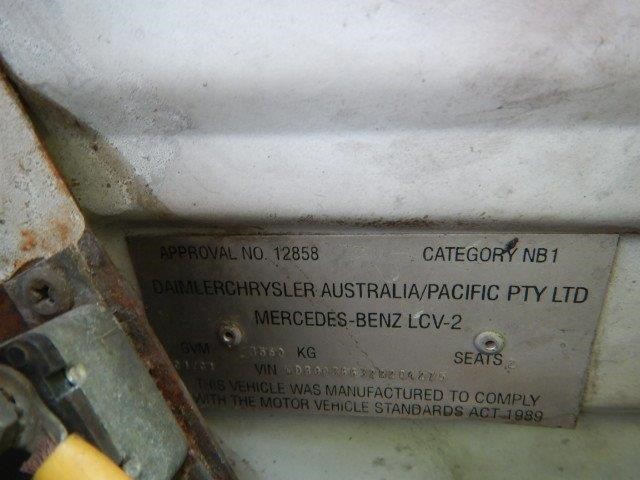 APPROVAL NO. 12858 CATEGORY NB1
DAIMLERCHRYSLER AUSTRALIA/PACIFIC PTY LTD
MERCEDES-BENZ LCV-2
GVM KG SEATS 2
VIN
THIS VEHICLE WAS MANUFACTURED TO COMPLY
WITH THE MOTOR VEHICLE STANDARDS ACT 1989